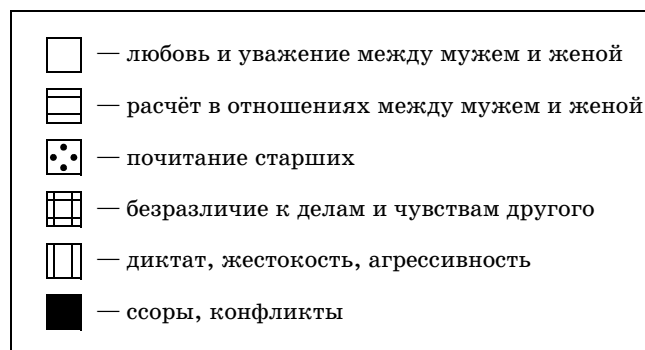 — любовь и уважение между мужем и женой
— расчёт в отношениях между мужем и женой
— почитание старших
— безразличие к делам и чувствам другого
— диктат, жестокость, агрессивность
— ссоры, конфликты